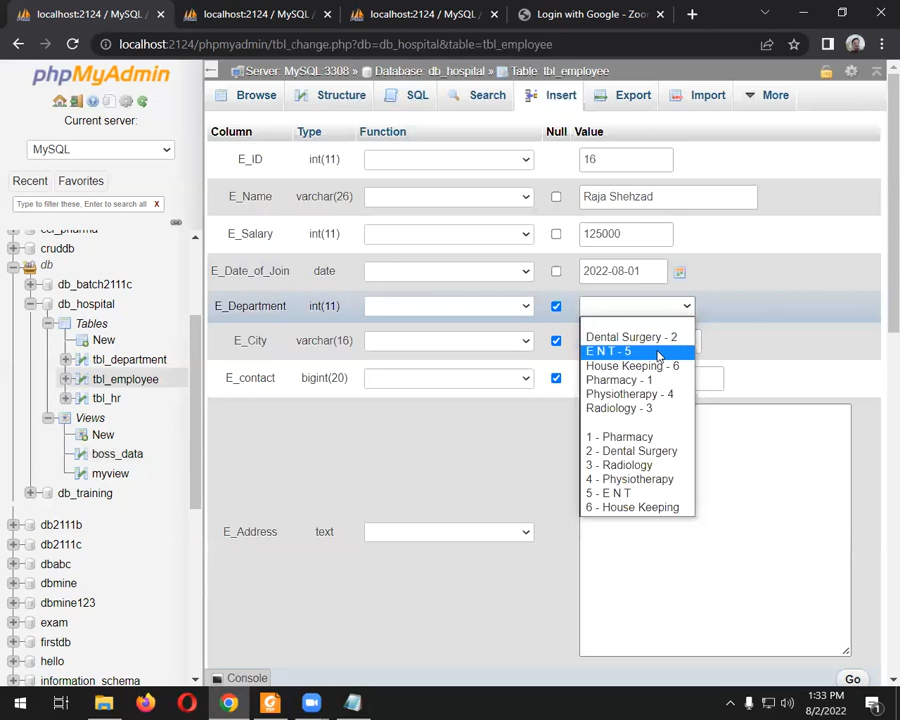 localhost:2124 / MySQL
localhost:2124 / MySQL
localhost:2124 / MySQL
Login with Google - Zoo
localhost:2124/phpmyadmin/tbl_change.php?db=db_hospital&table=tbl_employee
phpMyAdmin
Current server:
MySQL
Recent Favorites
Type to filter these, Enter to search all X
cruddb
db
db_batch2111c
db_hospital
Tables
New
tbl_department
tbl_employee
tbl_hr
Views
New
boss_data
myview
db_training
db2111b
db2111c
dbabc
dbmine
dbmine123
exam
firstdb
hello
information_schema
Server: MySQL:3308 » Database: db_hospital » Table: tbl_employee
Browse Structure SQL Search Insert Export Import More
Column Type Function Null Value
E_ID int(11) 16
E_Name varchar(26) Raja Shehzad
E_Salary int(11) 125000
E_Date_of_Join date 2022-08-01
E_Department int(11)
E_City varchar(16)
E_contact bigint(20)
E_Address text
Dental Surgery - 2
E N T - 5
House Keeping - 6
Pharmacy - 1
Physiotherapy - 4
Radiology - 3
1 - Pharmacy
2 - Dental Surgery
3 - Radiology
4 - Physiotherapy
5 - E N T
6 - House Keeping
Console
Go
1:33 PM
8/2/2022
1